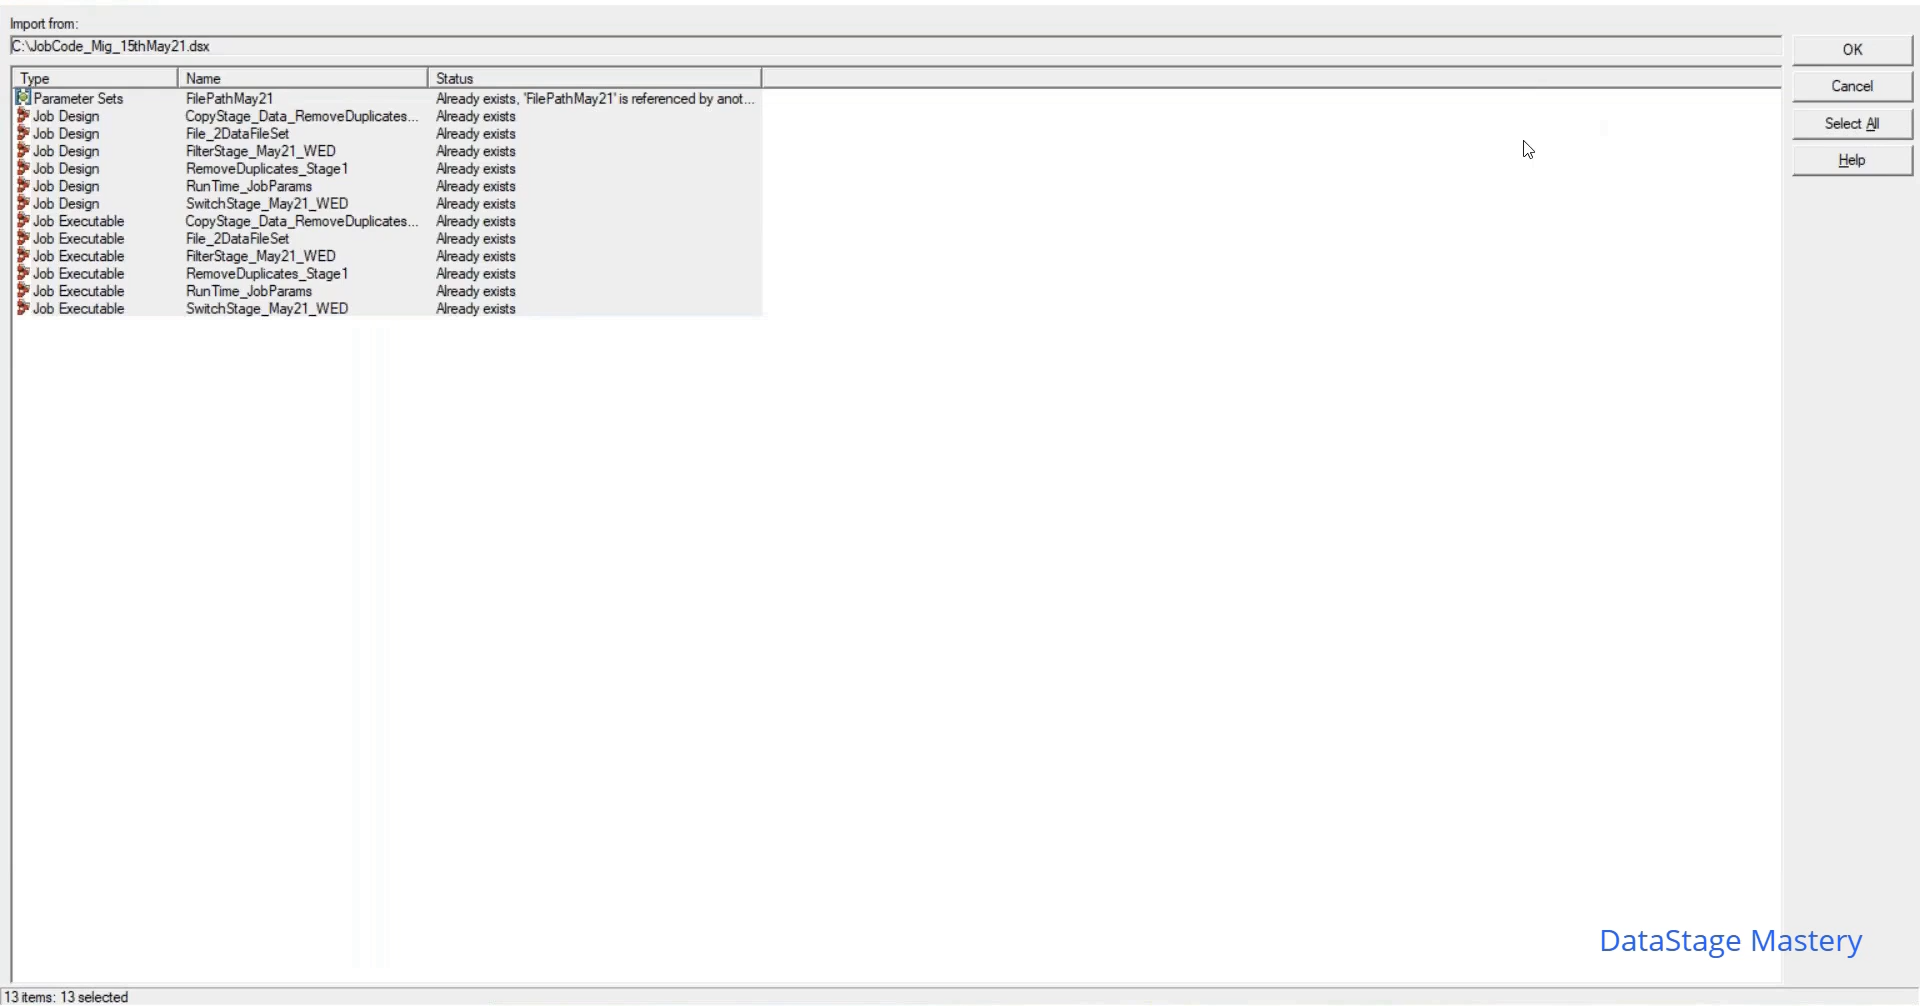 Import from:
C:\JobCode_Mig_15thMay21.dsx
OK
Cancel
Select All
Help
Type Name Status
Parameter Sets FilePathMay21 Already exists, 'FilePathMay21' is referenced by anot...
Job Design CopyStage_Data_RemoveDuplicates... Already exists
Job Design File_2DataFileSet Already exists
Job Design FilterStage_May21_WED Already exists
Job Design RemoveDuplicates_Stage1 Already exists
Job Design RunTime_JobParams Already exists
Job Design SwitchStage_May21_WED Already exists
Job Executable CopyStage_Data_RemoveDuplicates... Already exists
Job Executable File_2DataFileSet Already exists
Job Executable FilterStage_May21_WED Already exists
Job Executable RemoveDuplicates_Stage1 Already exists
Job Executable RunTime_JobParams Already exists
Job Executable SwitchStage_May21_WED Already exists
DataStage Mastery
13 items: 13 selected